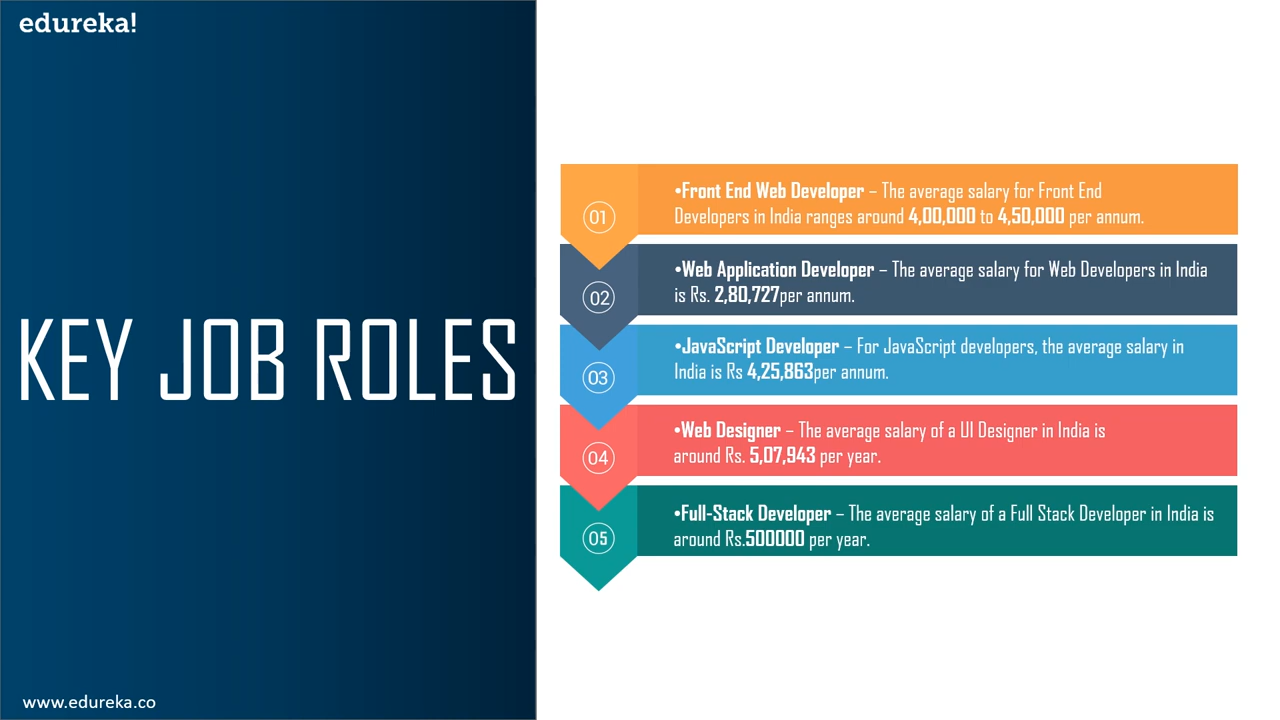 edureka!
KEY JOB ROLES
www.edureka.co
01
•Front End Web Developer – The average salary for Front End
Developers in India ranges around 4,00,000 to 4,50,000 per annum.
02
•Web Application Developer – The average salary for Web Developers in India
is Rs. 2,80,727per annum.
03
•JavaScript Developer – For JavaScript developers, the average salary in
India is Rs 4,25,863per annum.
04
•Web Designer – The average salary of a UI Designer in India is
around Rs. 5,07,943 per year.
05
•Full-Stack Developer – The average salary of a Full Stack Developer in India is
around Rs.500000 per year.